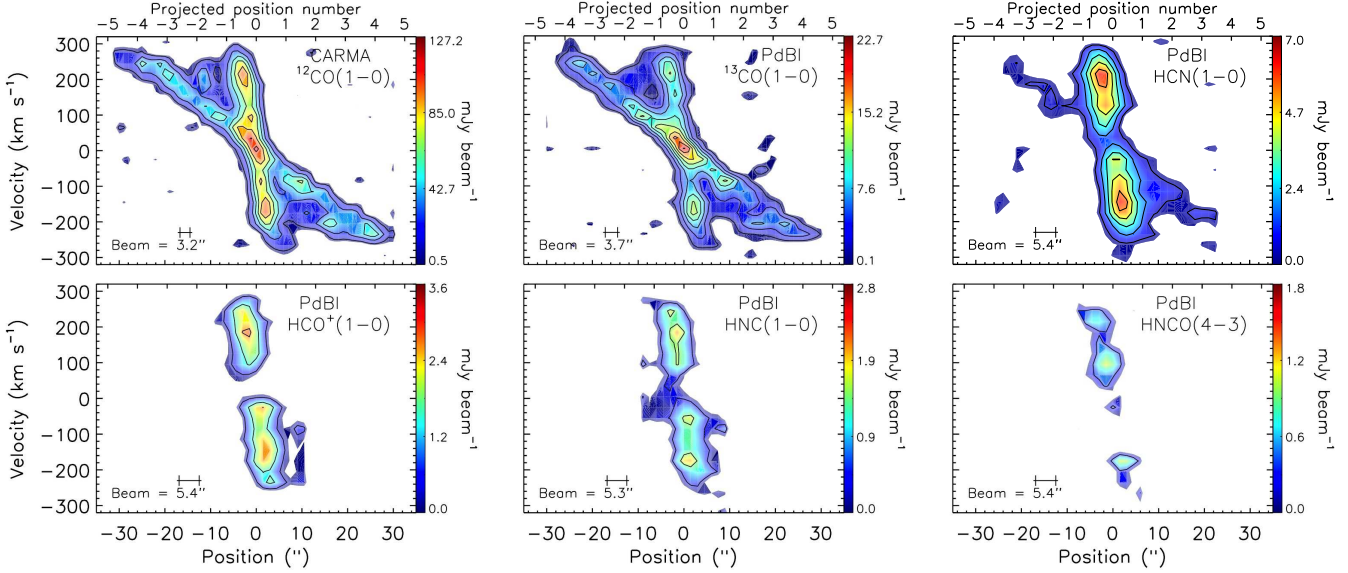 Projected position number Projected position number Projected position number
-5 -4 -3 -2 -1 0 1 2 3 4 5 -5 -4 -3 -2 -1 0 1 2 3 4 5 -5 -4 -3 -2 -1 0 1 2 3 4 5
300 200 100 0 -100 -200 -300
Velocity (km s⁻¹)
CARMA
¹²CO(1-0)
Beam = 3.2"
127.2
85.0
42.7
0.5
mJy beam⁻¹
PdBI
¹³CO(1-0)
Beam = 3.7"
22.7
15.2
7.6
0.1
mJy beam⁻¹
PdBI
HCN(1-0)
Beam = 5.4"
7.0
4.7
2.4
0.0
mJy beam⁻¹
300 200 100 0 -100 -200 -300
Velocity (km s⁻¹)
PdBI
HCO⁺(1-0)
Beam = 5.4"
3.6
2.4
1.2
0.0
mJy beam⁻¹
PdBI
HNC(1-0)
Beam = 5.3"
2.8
1.9
0.9
0.0
mJy beam⁻¹
PdBI
HNCO(4-3)
Beam = 5.4"
1.8
1.2
0.6
0.0
mJy beam⁻¹
-30 -20 -10 0 10 20 30 -30 -20 -10 0 10 20 30 -30 -20 -10 0 10 20 30
Position (") Position (") Position (")